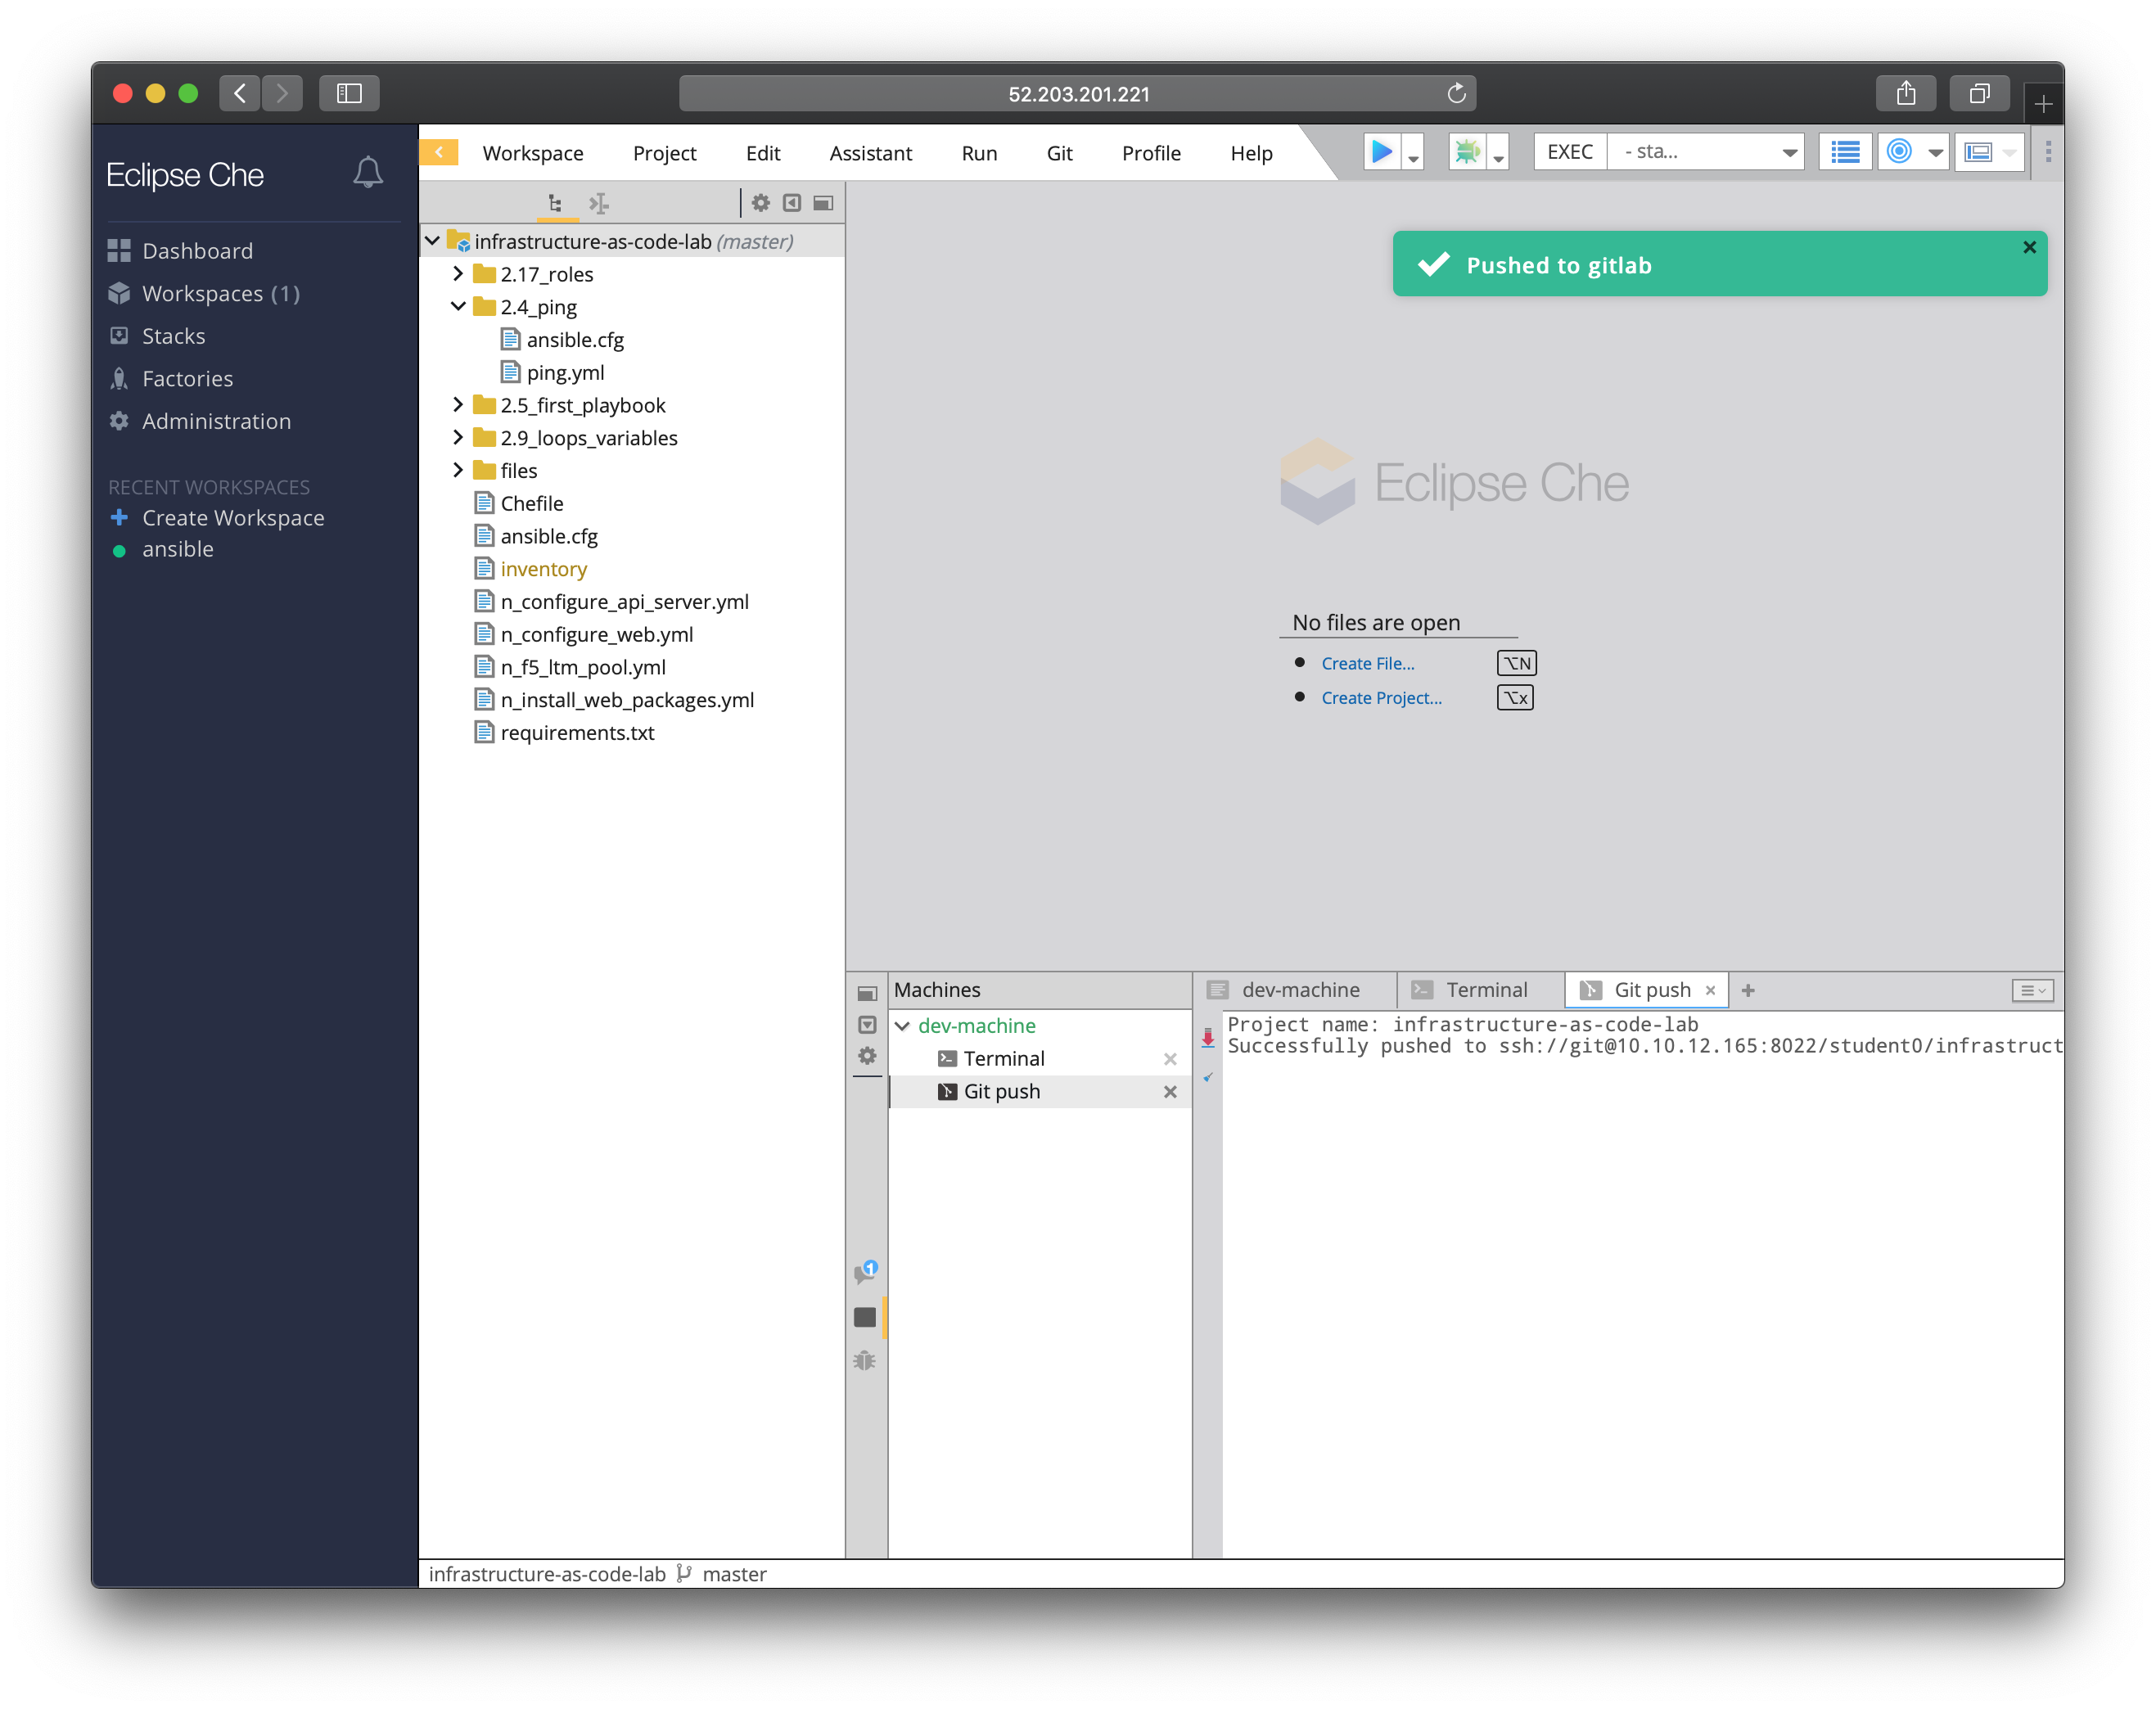 52.203.201.221
Eclipse Che
Dashboard
Workspaces (1)
Stacks
Factories
Administration
RECENT WORKSPACES
Create Workspace
ansible
Workspace Project Edit Assistant Run Git Profile Help
EXEC - sta...
infrastructure-as-code-lab (master)
2.17_roles
2.4_ping
ansible.cfg
ping.yml
2.5_first_playbook
2.9_loops_variables
files
Chefile
ansible.cfg
inventory
n_configure_api_server.yml
n_configure_web.yml
n_f5_ltm_pool.yml
n_install_web_packages.yml
requirements.txt
Pushed to gitlab
Eclipse Che
No files are open
Create File... ⌥N
Create Project... ⌥x
Machines
dev-machine
Terminal
Git push
1
dev-machine Terminal Git push
Project name: infrastructure-as-code-lab
Successfully pushed to ssh://git@10.10.12.165:8022/student0/infrastruct
infrastructure-as-code-lab master